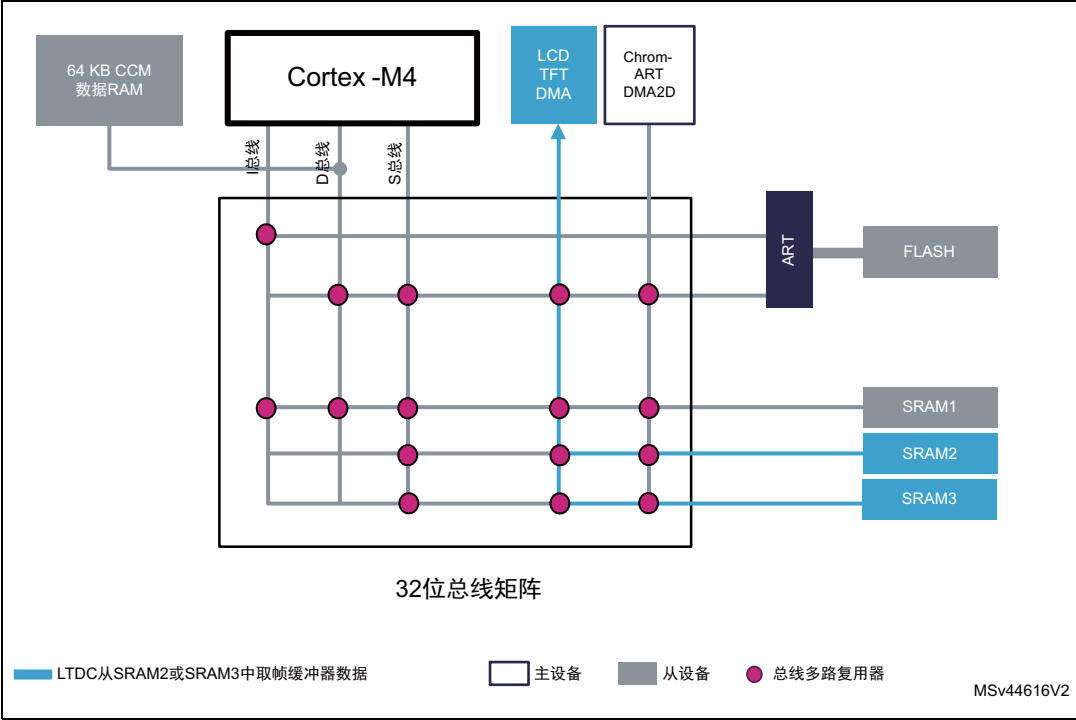 64 KB CCM
数据RAM
Cortex -M4
LCD
TFT
DMA
Chrom-
ART
DMA2D
I总线
D总线
S总线
ART
FLASH
SRAM1
SRAM2
SRAM3
32位总线矩阵
LTDC从SRAM2或SRAM3中取帧缓冲器数据
主设备
从设备
总线多路复用器
MSv44616V2